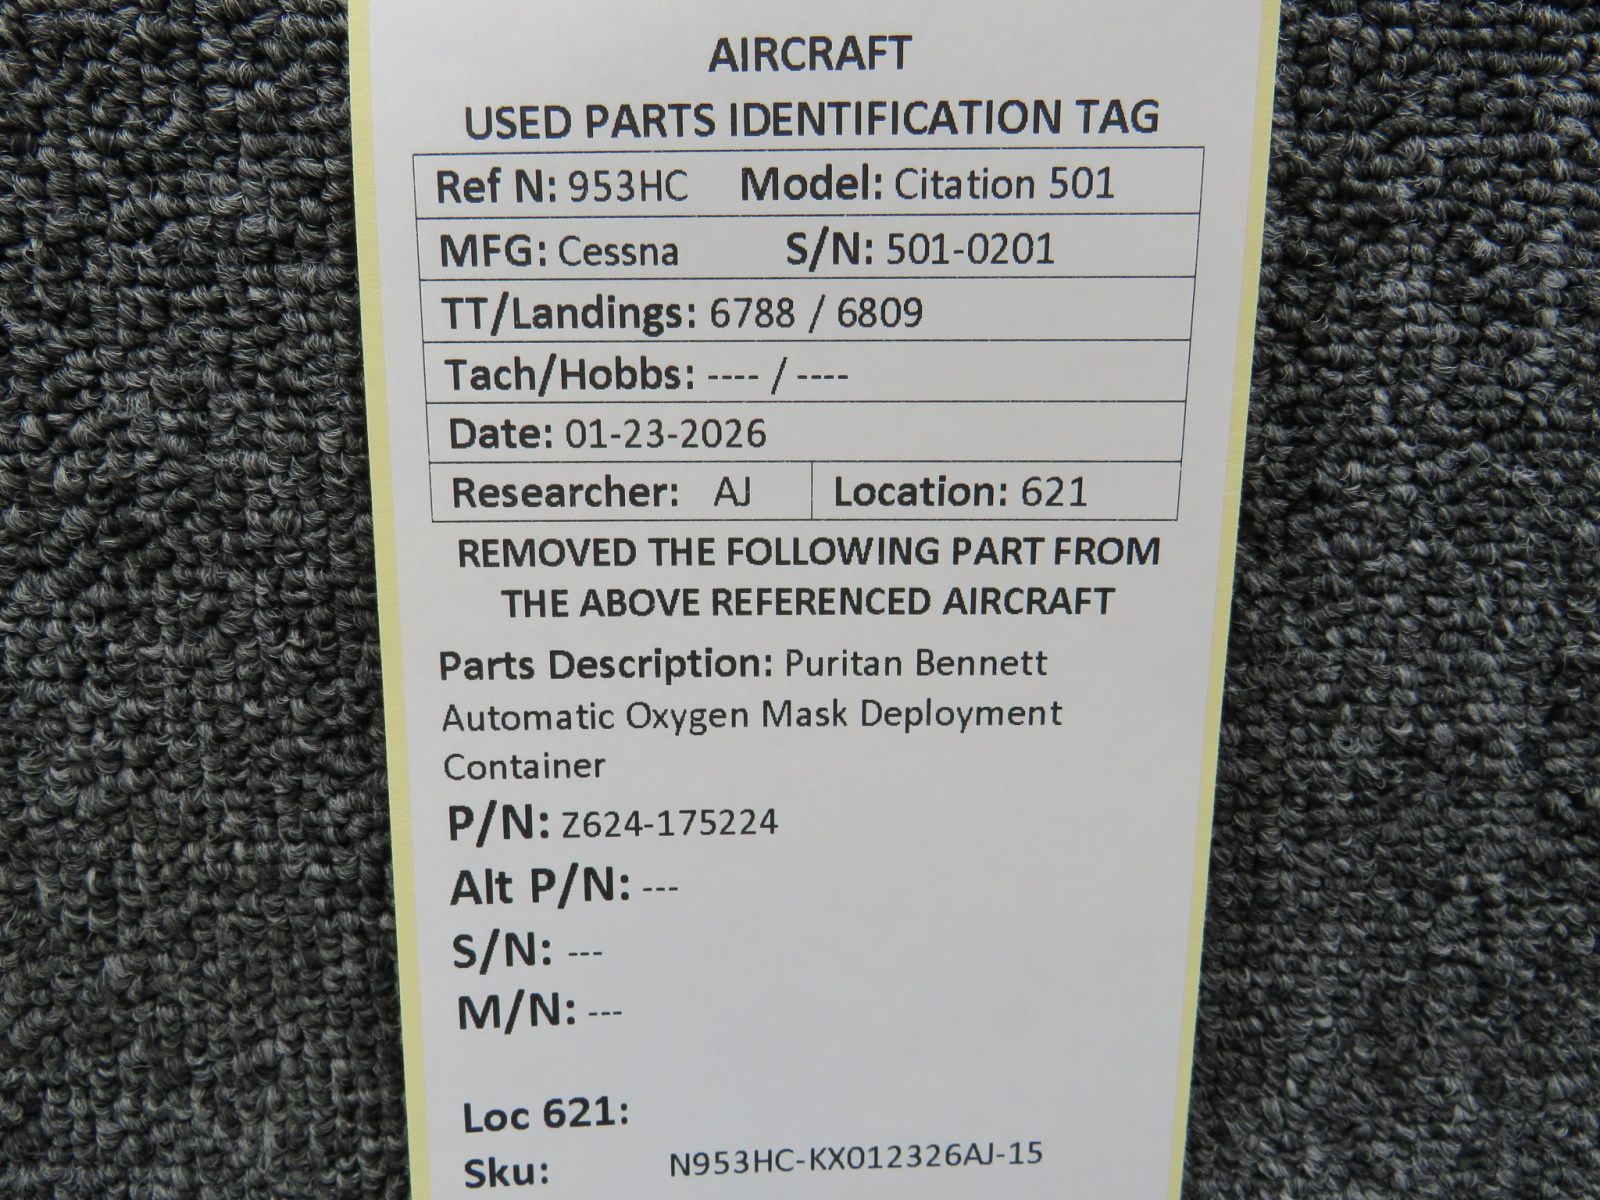 AIRCRAFT
USED PARTS IDENTIFICATION TAG
Ref N: 953HC Model: Citation 501
MFG: Cessna S/N: 501-0201
TT/Landings: 6788 / 6809
Tach/Hobbs: ---- / ----
Date: 01-23-2026
Researcher: AJ Location: 621
REMOVED THE FOLLOWING PART FROM
THE ABOVE REFERENCED AIRCRAFT
Parts Description: Puritan Bennett
Automatic Oxygen Mask Deployment
Container
P/N: Z624-175224
Alt P/N: ---
S/N: ---
M/N: ---
Loc 621:
Sku: N953HC-KX012326AJ-15